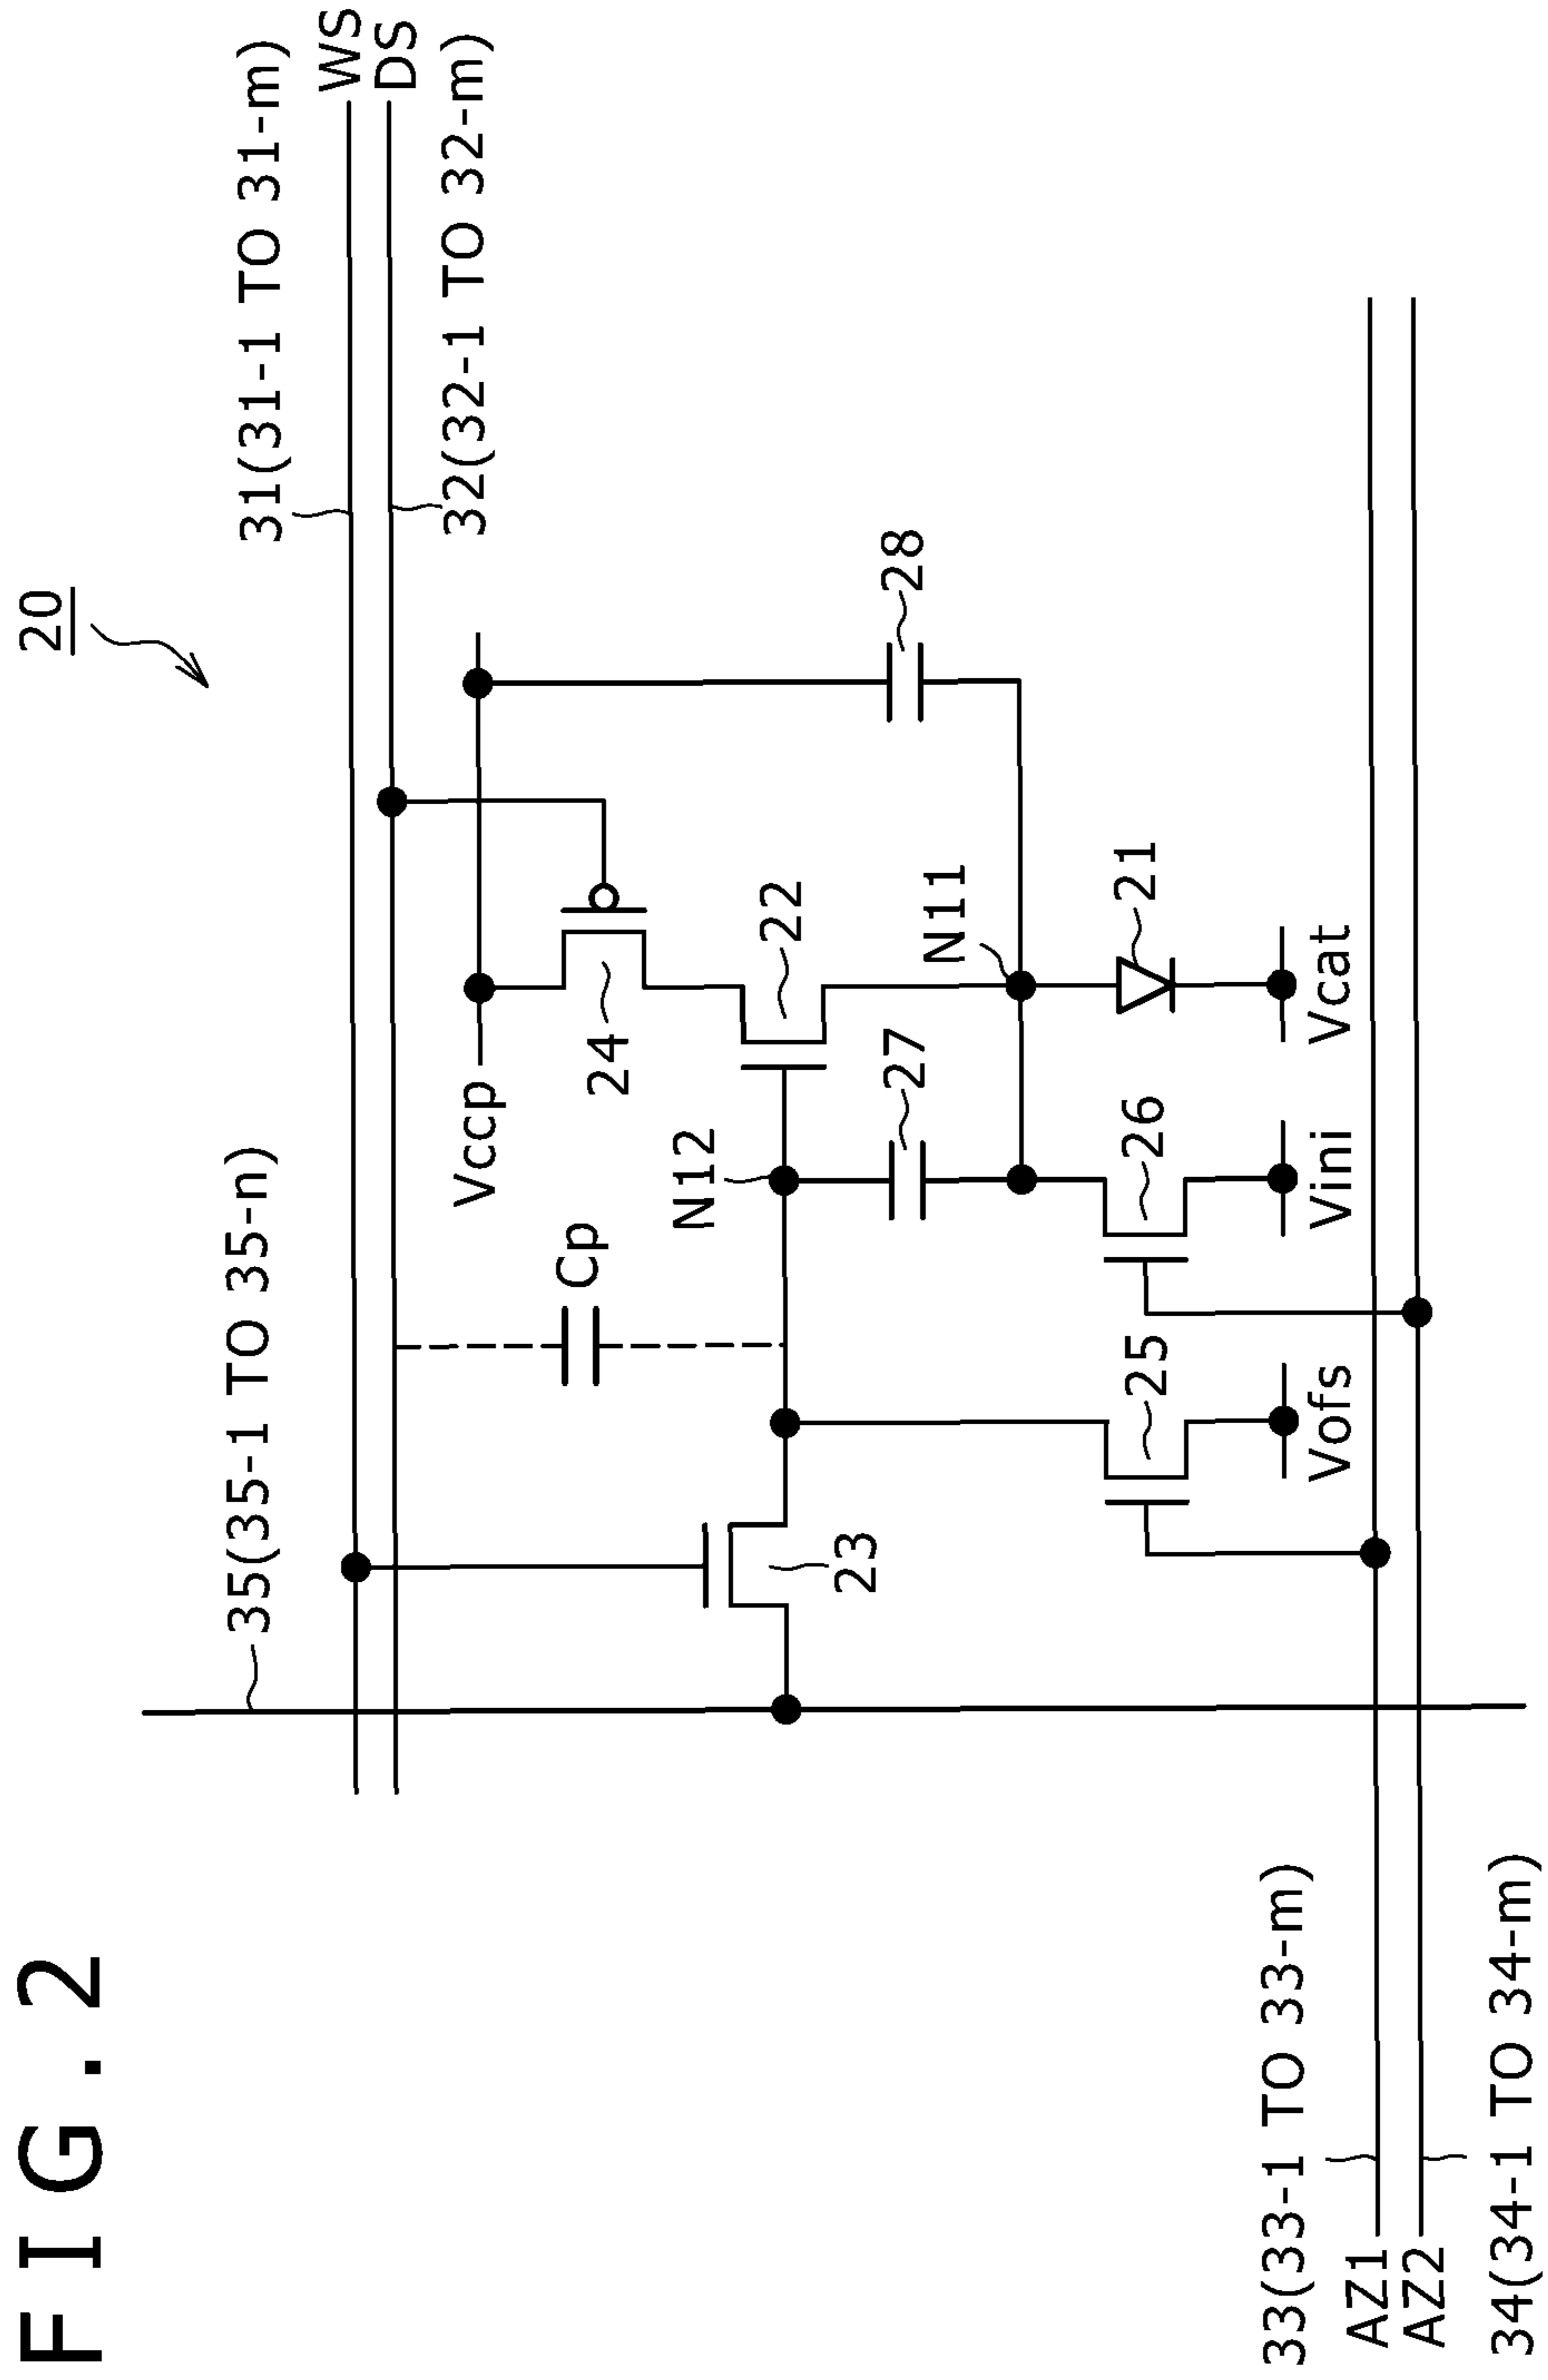 FIG. 2
20
35(35-1 TO 35-n)
31(31-1 TO 31-m)
WS
DS
32(32-1 TO 32-m)
Vccp
Cp
24
N12
22
23
27
28
N11
25
26
21
Vofs
Vini
Vcat
33(33-1 TO 33-m)
AZ1
AZ2
34(34-1 TO 34-m)